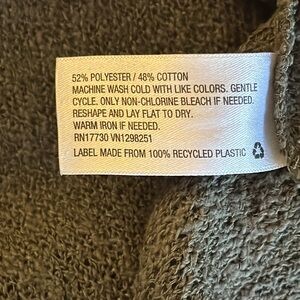 52% POLYESTER / 48% COTTON
MACHINE WASH COLD WITH LIKE COLORS. GENTLE
CYCLE. ONLY NON-CHLORINE BLEACH IF NEEDED.
RESHAPE AND LAY FLAT TO DRY.
WARM IRON IF NEEDED.
RN17730 VN1298251
LABEL MADE FROM 100% RECYCLED PLASTIC